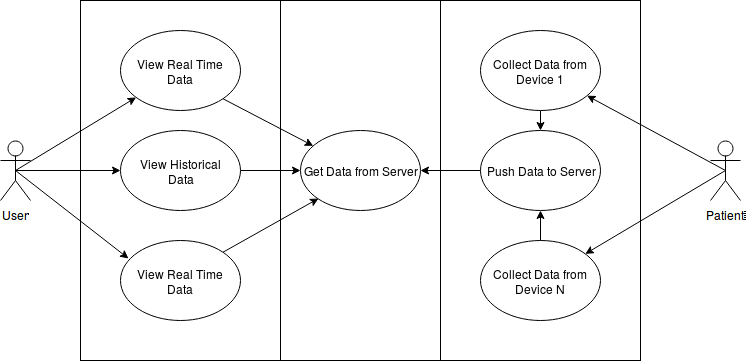 View Real Time
Data
View Historical
Data
View Real Time
Data
User
Get Data from Server
Collect Data from
Device 1
Push Data to Server
Collect Data from
Device N
Patient